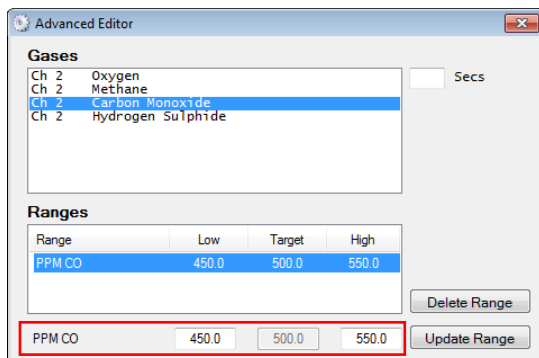 Advanced Editor
Gases
Ch 2 Oxygen
Ch 2 Methane
Ch 2 Carbon Monoxide
Ch 2 Hydrogen Sulphide
Secs
Ranges
Range Low Target High
PPM CO 450.0 500.0 550.0
Delete Range
PPM CO 450.0 500.0 550.0 Update Range